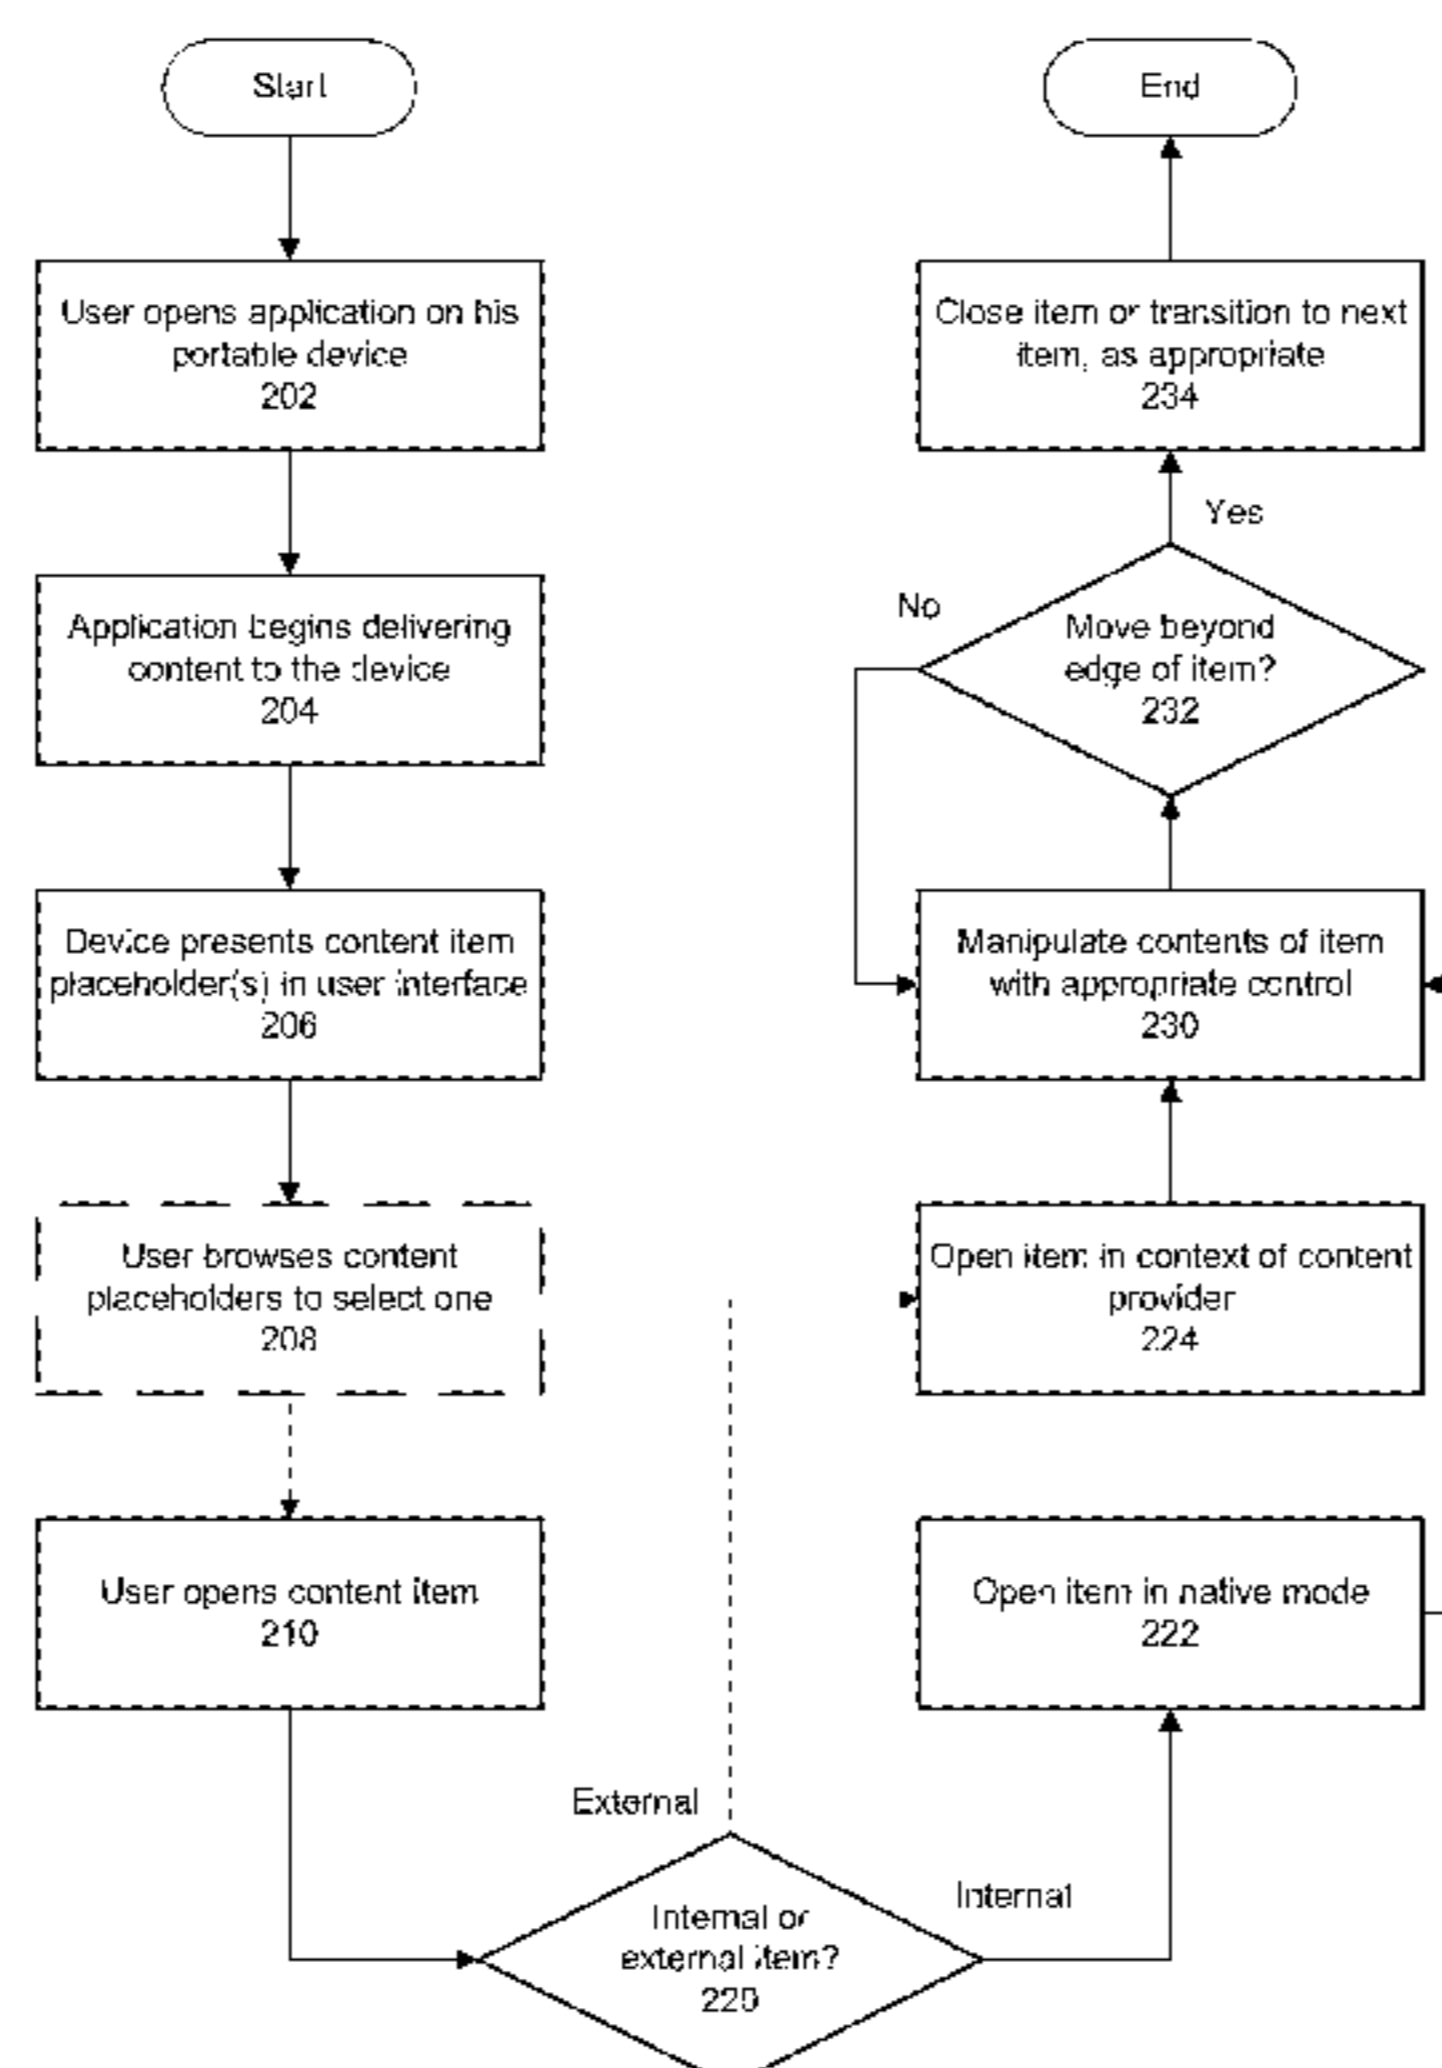 Start
User opens application on his
portable device
202
Application begins delivering
content to the device
204
Device presents content item
placeholder(s) in user interface
206
User browses content
placeholders to select one
208
User opens content item
210
External
Internal or
external item?
220
Internal
Open item in native mode
222
Open item in context of content
provider
224
Manipulate contents of item
with appropriate control
230
No
Move beyond
edge of item?
232
Yes
Close item or transition to next
item, as appropriate
234
End